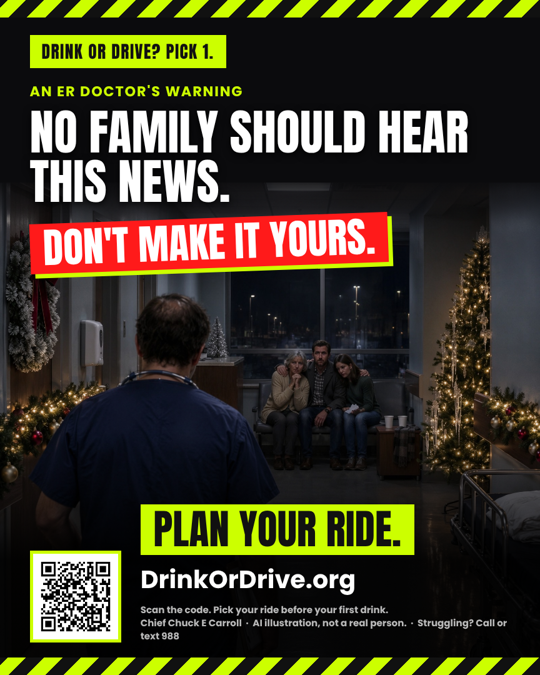 DRINK OR DRIVE? PICK 1.
AN ER DOCTOR'S WARNING
NO FAMILY SHOULD HEAR
THIS NEWS.
DON'T MAKE IT YOURS.
PLAN YOUR RIDE.
DrinkOrDrive.org
Scan the code. Pick your ride before your first drink.
Chief Chuck E Carroll · AI illustration, not a real person. · Struggling? Call or
text 988